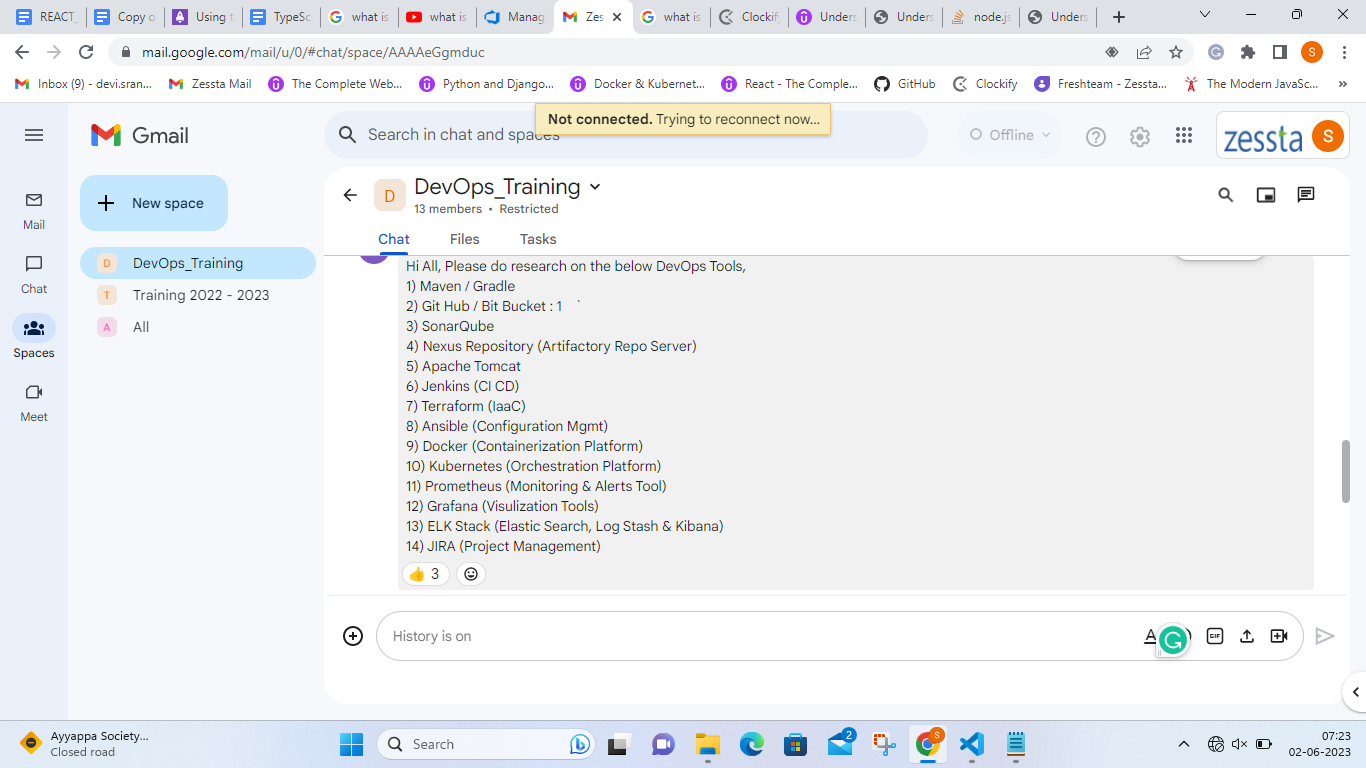 REACT_
Copy o
Using t
TypeSc
what is
what is
Manag
Zes
what is
Clockif
Unders
Unders
node.js
Unders
mail.google.com/mail/u/0/#chat/space/AAAAeGgmduc
S
Inbox (9) - devi.sran...
Zessta Mail
The Complete Web...
Python and Django...
Docker & Kubernet...
React - The Comple...
GitHub
Clockify
Freshteam - Zessta...
The Modern JavaSc...
»
Gmail
Search in chat and spaces
Not connected. Trying to reconnect now...
Offline
zessta
S
Mail
Chat
Spaces
Meet
New space
D DevOps_Training
T Training 2022 - 2023
A All
D
DevOps_Training
13 members • Restricted
Chat
Files
Tasks
Hi All, Please do research on the below DevOps Tools,
1) Maven / Gradle
2) Git Hub / Bit Bucket : 1 `
3) SonarQube
4) Nexus Repository (Artifactory Repo Server)
5) Apache Tomcat
6) Jenkins (CI CD)
7) Terraform (IaaC)
8) Ansible (Configuration Mgmt)
9) Docker (Containerization Platform)
10) Kubernetes (Orchestration Platform)
11) Prometheus (Monitoring & Alerts Tool)
12) Grafana (Visulization Tools)
13) ELK Stack (Elastic Search, Log Stash & Kibana)
14) JIRA (Project Management)
👍 3
History is on
A
GIF
Ayyappa Society...
Closed road
Search
2
S
07:23
02-06-2023